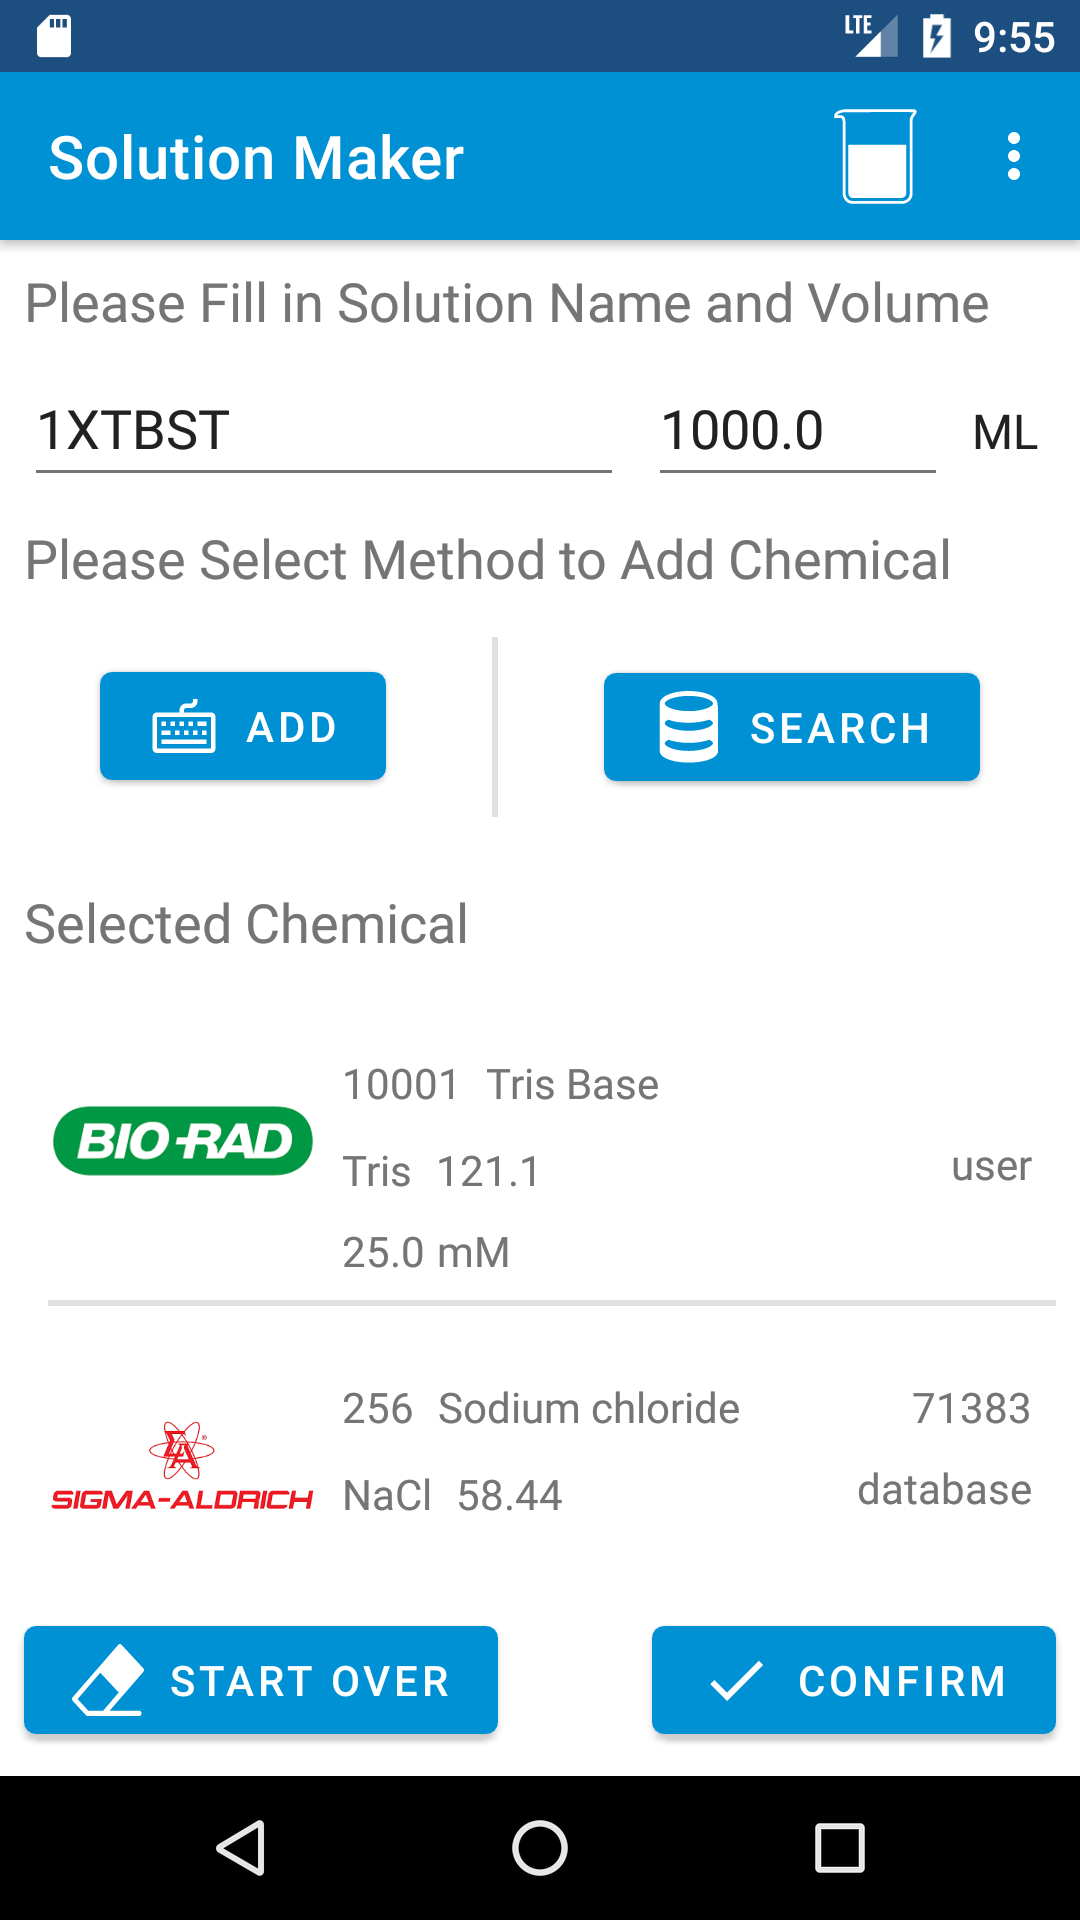 LTE 9:55
Solution Maker
Please Fill in Solution Name and Volume
1XTBST 1000.0 ML
Please Select Method to Add Chemical
ADD SEARCH
Selected Chemical
10001 Tris Base
BIO-RAD
Tris 121.1 user
25.0 mM
256 Sodium chloride 71383
SIGMA-ALDRICH
NaCl 58.44 database
START OVER CONFIRM